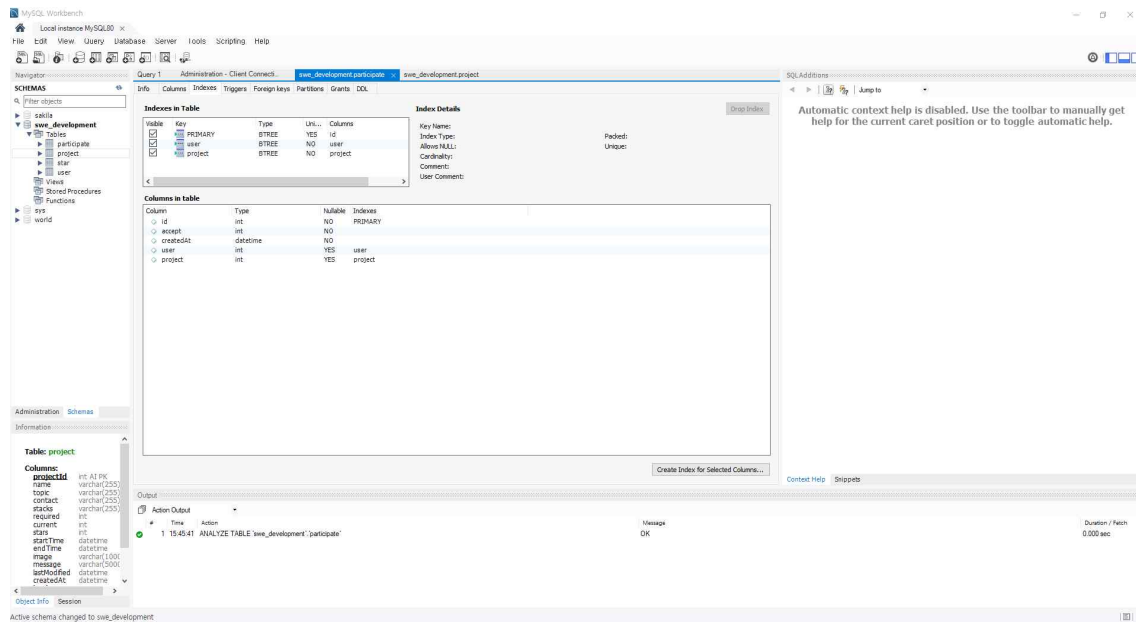 MySQL Workbench
Local instance MySQL80 ×
File Edit View Query Database Server Tools Scripting Help
Navigator
SCHEMAS
Filter objects
sakila
swe_development
Tables
participate
project
star
user
Views
Stored Procedures
Functions
sys
world
Administration Schemas
Information
Table: project
Columns:
projectId int AI PK
name varchar(255)
topic varchar(255)
contact varchar(255)
stacks varchar(255)
required int
current int
stars int
startTime datetime
endTime datetime
image varchar(1000
message varchar(5000
lastModified datetime
createdAt datetime
Object Info Session
Query 1 Administration - Client Connecti.. swe_development.participate × swe_development.project
Info Columns Indexes Triggers Foreign keys Partitions Grants DDL
Indexes in Table
Visible Key Type Uni... Columns
PRIMARY BTREE YES id
user BTREE NO user
project BTREE NO project
Index Details
Drop Index
Key Name:
Index Type: Packed:
Allows NULL: Unique:
Cardinality:
Comment:
User Comment:
Columns in table
Column Type Nullable Indexes
id int NO PRIMARY
accept int NO
createdAt datetime NO
user int YES user
project int YES project
Create Index for Selected Columns...
SQLAdditions
Jump to
Automatic context help is disabled. Use the toolbar to manually get
help for the current caret position or to toggle automatic help.
Context Help Snippets
Output
Action Output
# Time Action Message Duration / Fetch
1 15:45:41 ANALYZE TABLE `swe_development`.`participate` OK 0.000 sec
Active schema changed to swe_development